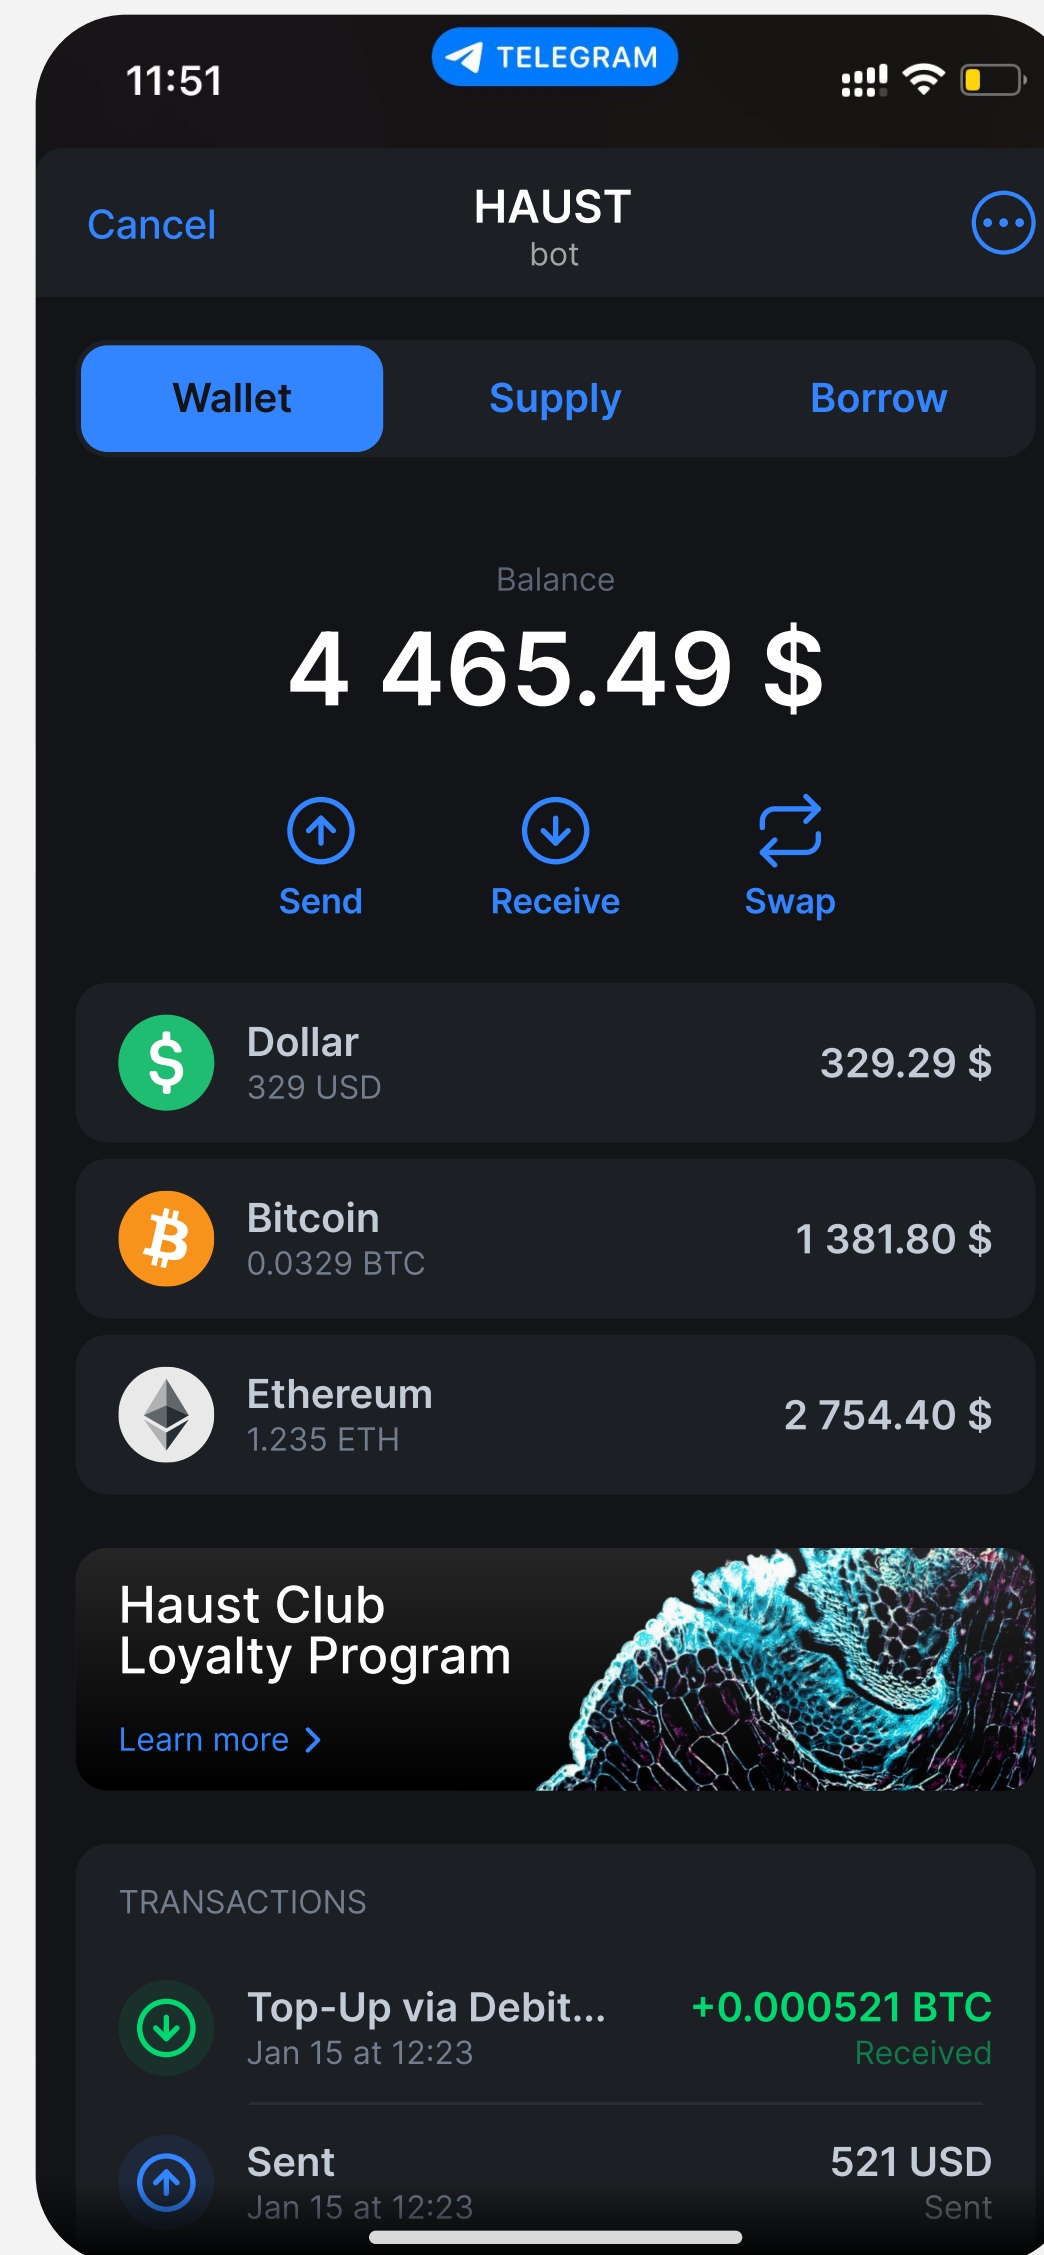 11:51
TELEGRAM
Cancel
HAUST
bot
Wallet
Supply
Borrow
Balance
4 465.49 $
Send
Receive
Swap
Dollar
329 USD
329.29 $
Bitcoin
0.0329 BTC
1 381.80 $
Ethereum
1.235 ETH
2 754.40 $
Haust Club
Loyalty Program
Learn more
TRANSACTIONS
Top-Up via Debit...
+0.000521 BTC
Jan 15 at 12:23
Received
Sent
521 USD
Jan 15 at 12:23
Sent